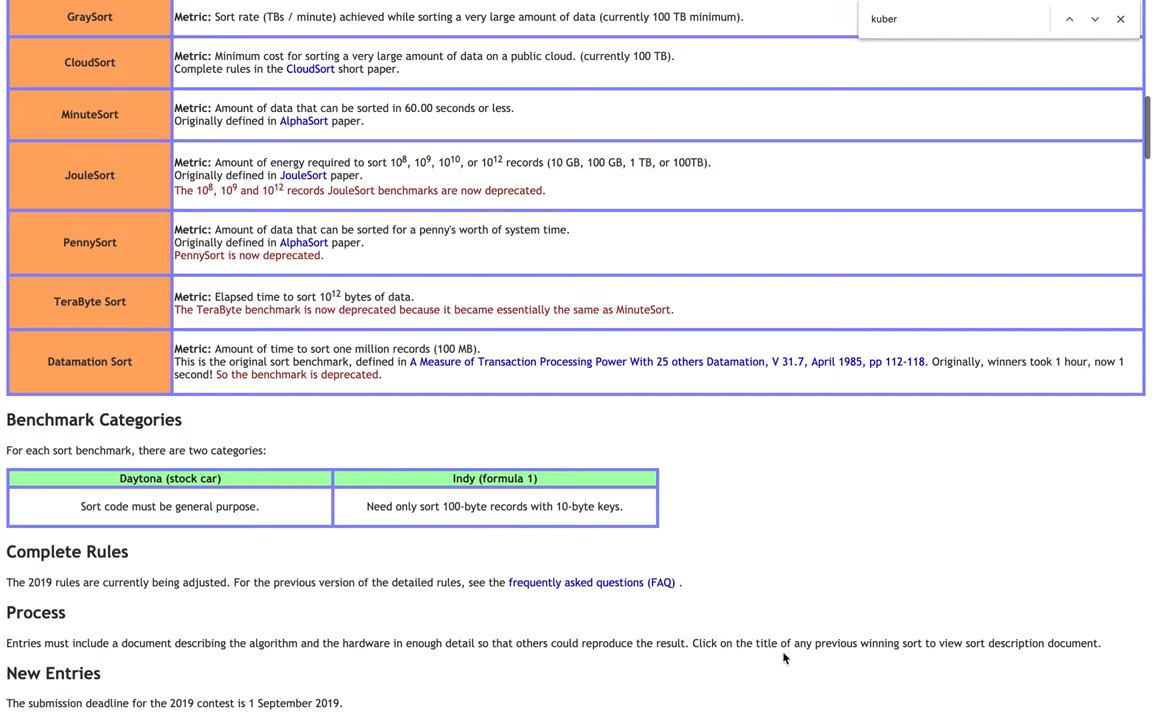 kuber
GraySort
Metric: Sort rate (TBs / minute) achieved while sorting a very large amount of data (currently 100 TB minimum).
CloudSort
Metric: Minimum cost for sorting a very large amount of data on a public cloud. (currently 100 TB).
Complete rules in the CloudSort short paper.
MinuteSort
Metric: Amount of data that can be sorted in 60.00 seconds or less.
Originally defined in AlphaSort paper.
JouleSort
Metric: Amount of energy required to sort 10^8, 10^9, 10^10, or 10^12 records (10 GB, 100 GB, 1 TB, or 100TB).
Originally defined in JouleSort paper.
The 10^8, 10^9 and 10^12 records JouleSort benchmarks are now deprecated.
PennySort
Metric: Amount of data that can be sorted for a penny's worth of system time.
Originally defined in AlphaSort paper.
PennySort is now deprecated.
TeraByte Sort
Metric: Elapsed time to sort 10^12 bytes of data.
The TeraByte benchmark is now deprecated because it became essentially the same as MinuteSort.
Datamation Sort
Metric: Amount of time to sort one million records (100 MB).
This is the original sort benchmark, defined in A Measure of Transaction Processing Power With 25 others Datamation, V 31.7, April 1985, pp 112-118. Originally, winners took 1 hour, now 1
second! So the benchmark is deprecated.
Benchmark Categories
For each sort benchmark, there are two categories:
Daytona (stock car)
Indy (formula 1)
Sort code must be general purpose.
Need only sort 100-byte records with 10-byte keys.
Complete Rules
The 2019 rules are currently being adjusted. For the previous version of the detailed rules, see the frequently asked questions (FAQ) .
Process
Entries must include a document describing the algorithm and the hardware in enough detail so that others could reproduce the result. Click on the title of any previous winning sort to view sort description document.
New Entries
The submission deadline for the 2019 contest is 1 September 2019.